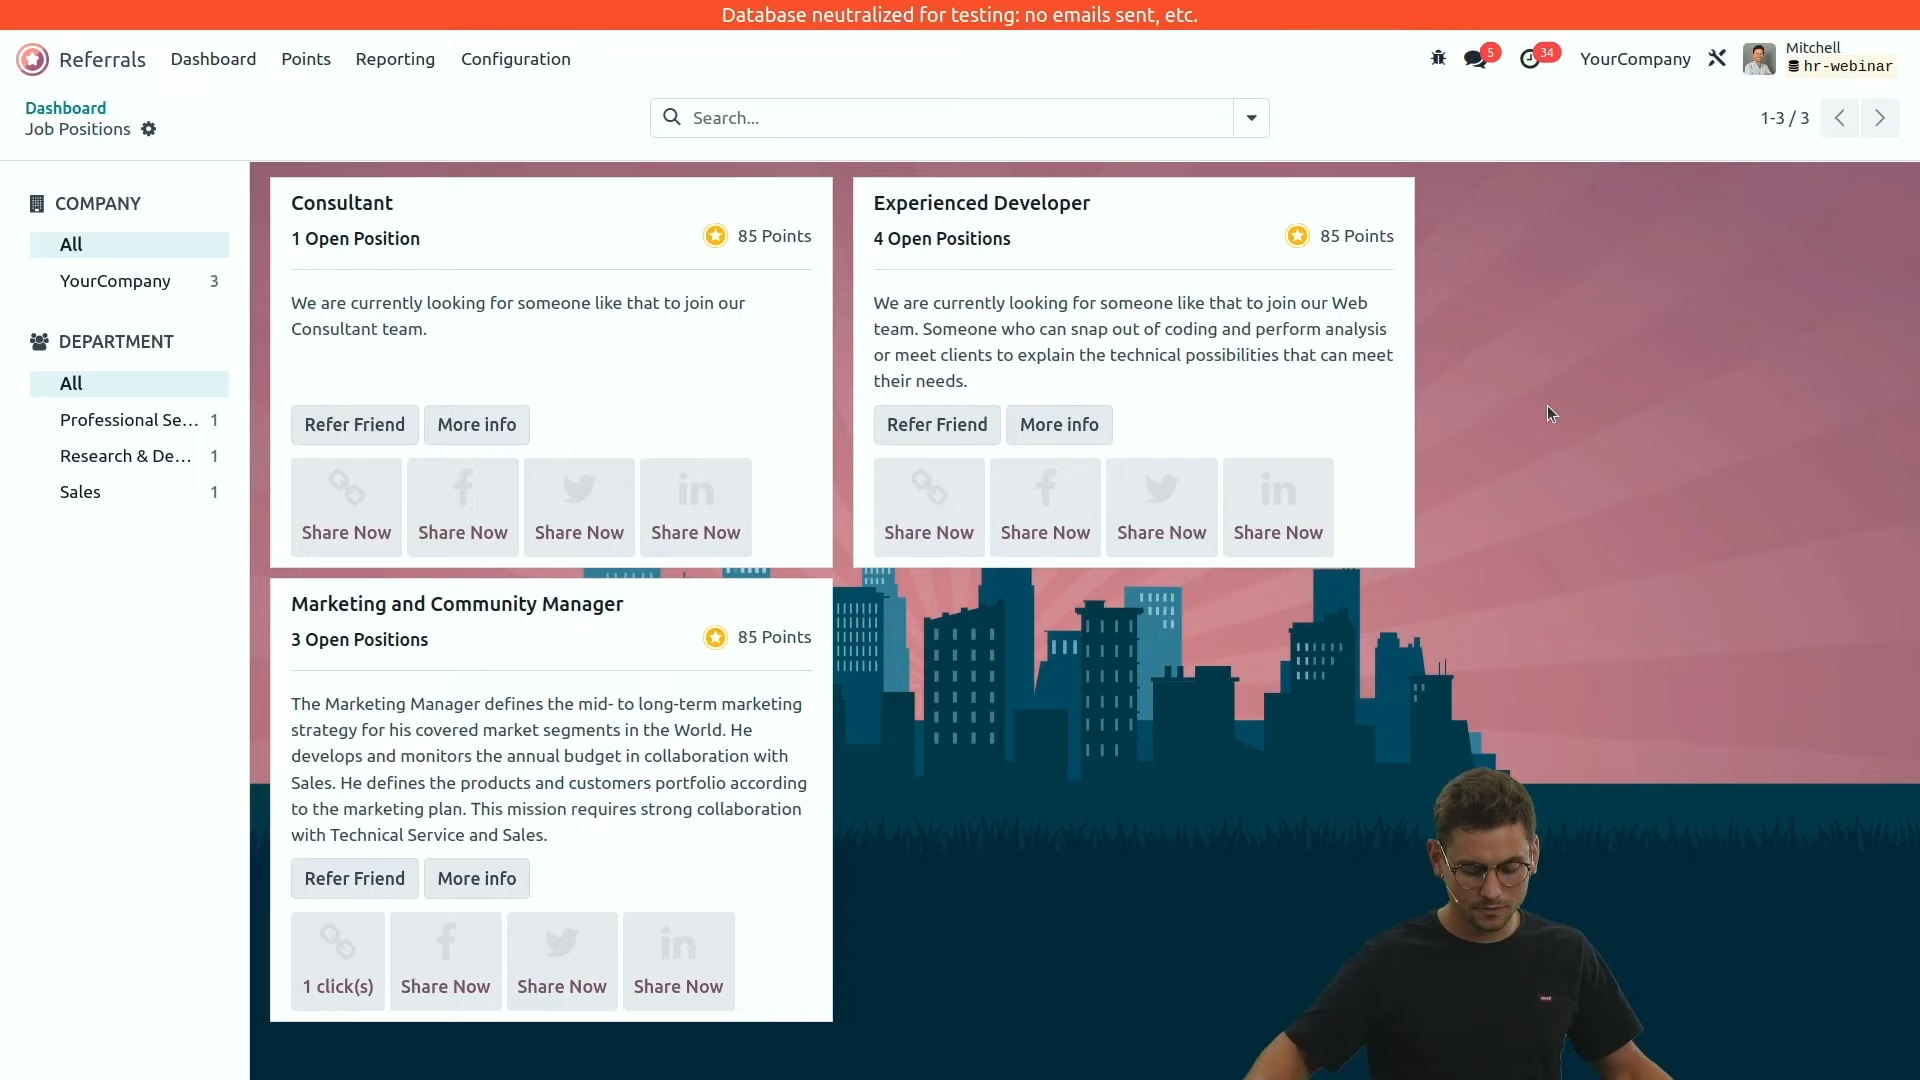 Database neutralized for testing: no emails sent, etc.
Referrals Dashboard Points Reporting Configuration 5 34 YourCompany Mitchell
hr-webinar
Dashboard
Job Positions
Search...
1-3 / 3
COMPANY
All
YourCompany 3
DEPARTMENT
All
Professional Se... 1
Research & De... 1
Sales 1
Consultant
1 Open Position 85 Points
We are currently looking for someone like that to join our
Consultant team.
Refer Friend More info
Share Now Share Now Share Now Share Now
Experienced Developer
4 Open Positions 85 Points
We are currently looking for someone like that to join our Web
team. Someone who can snap out of coding and perform analysis
or meet clients to explain the technical possibilities that can meet
their needs.
Refer Friend More info
Share Now Share Now Share Now Share Now
Marketing and Community Manager
3 Open Positions 85 Points
The Marketing Manager defines the mid- to long-term marketing
strategy for his covered market segments in the World. He
develops and monitors the annual budget in collaboration with
Sales. He defines the products and customers portfolio according
to the marketing plan. This mission requires strong collaboration
with Technical Service and Sales.
Refer Friend More info
1 click(s) Share Now Share Now Share Now